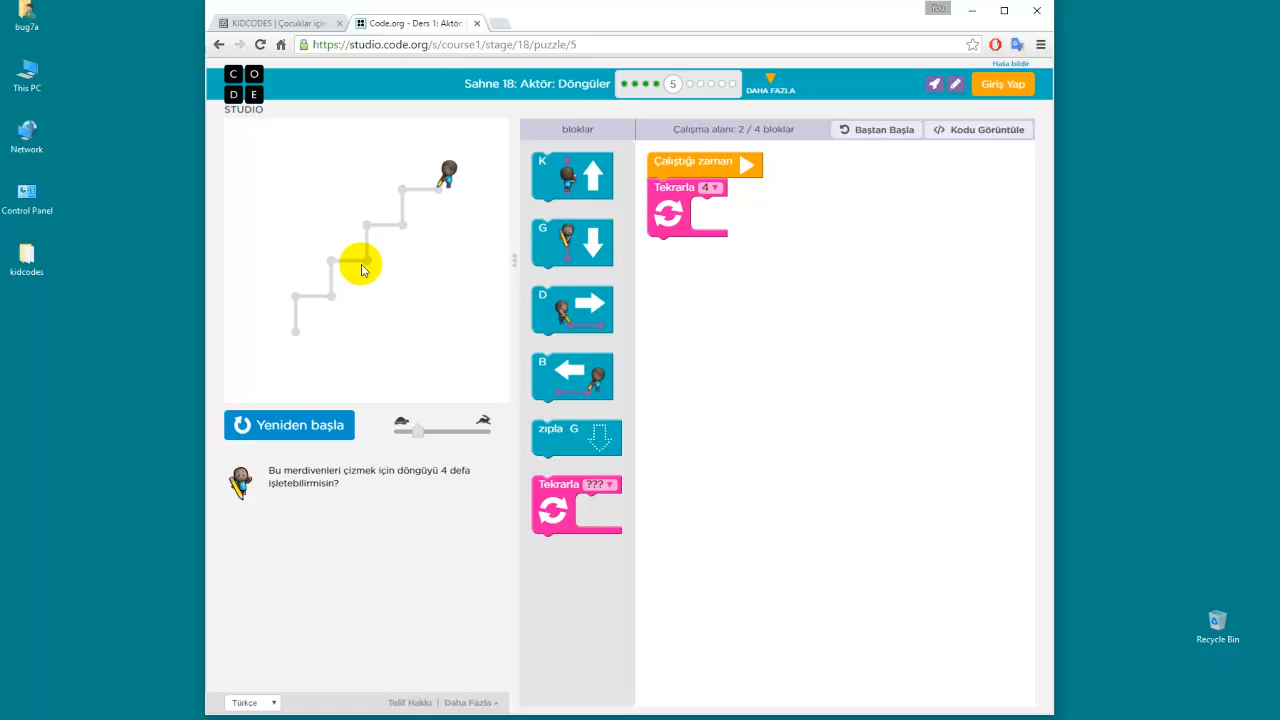 You
bug7a
This PC
Network
Control Panel
kidcodes
Recycle Bin
KIDCODES | Çocuklar için
Code.org - Ders 1: Aktör:
https://studio.code.org/s/course1/stage/18/puzzle/5
Hata bildir
C O
D E
STUDIO
Sahne 18: Aktör: Döngüler
5
DAHA FAZLA
Giriş Yap
bloklar
Çalışma alanı: 2 / 4 bloklar
Baştan Başla
</> Kodu Görüntüle
K
G
D
B
zıpla G
Tekrarla ???
Çalıştığı zaman
Tekrarla 4
Yeniden başla
Bu merdivenleri çizmek için döngüyü 4 defa
işletebilirmisin?
Türkçe
Telif Hakkı | Daha Fazla